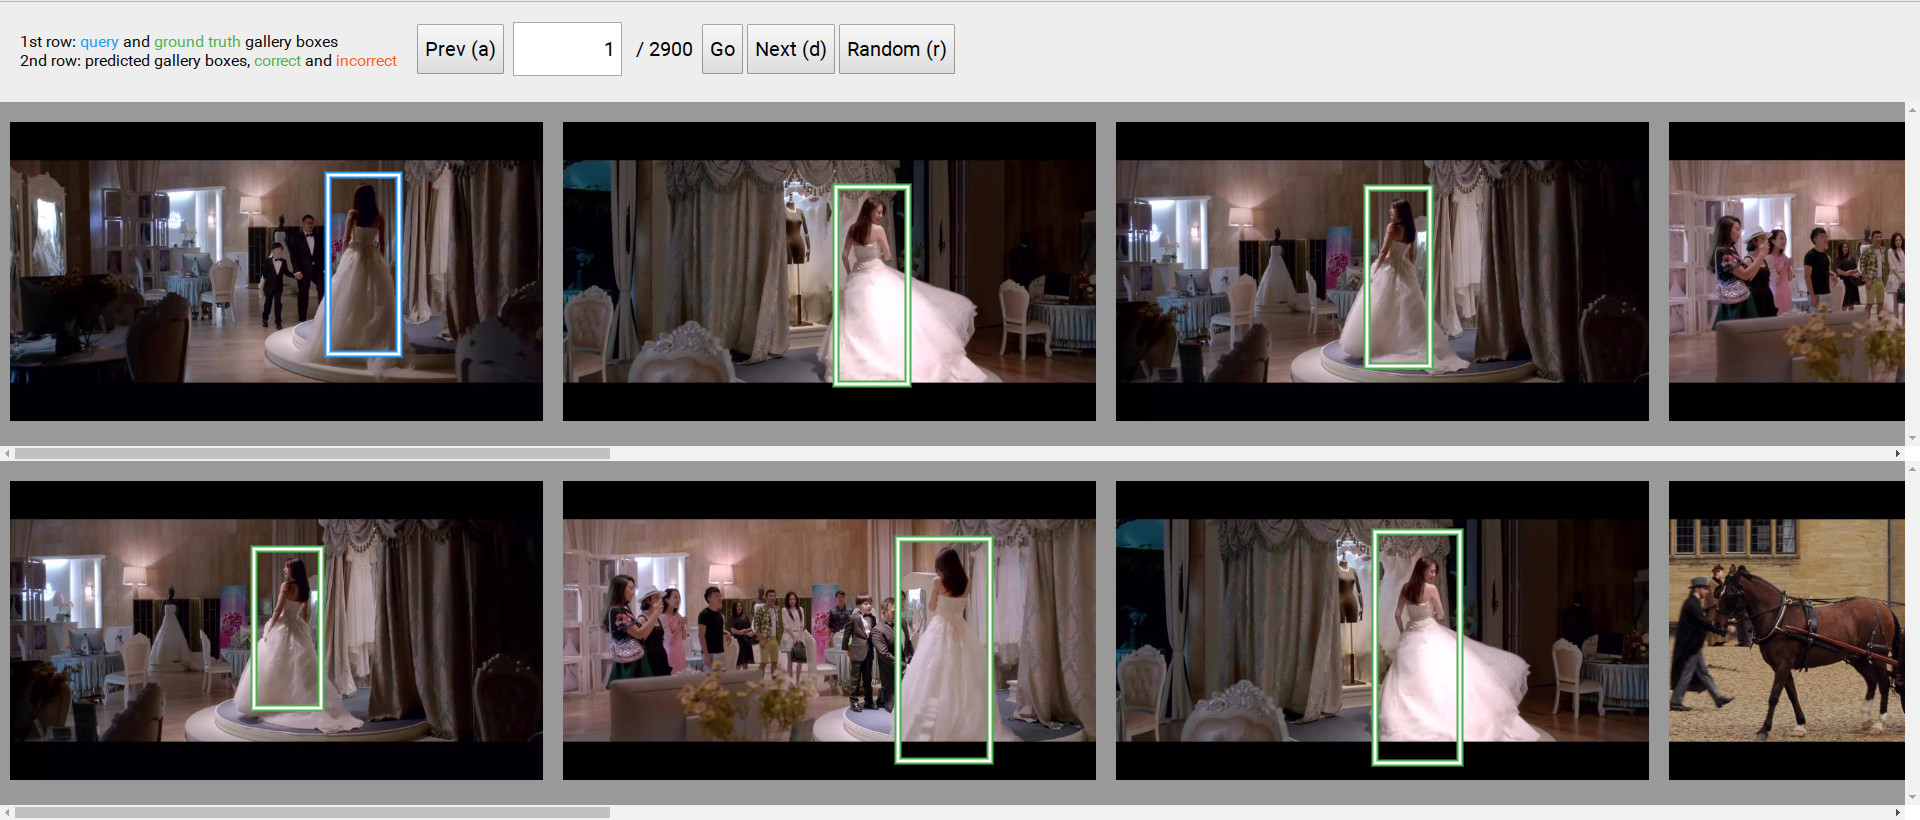 1st row: query and ground truth gallery boxes
2nd row: predicted gallery boxes, correct and incorrect
Prev (a) 1 / 2900 Go Next (d) Random (r)